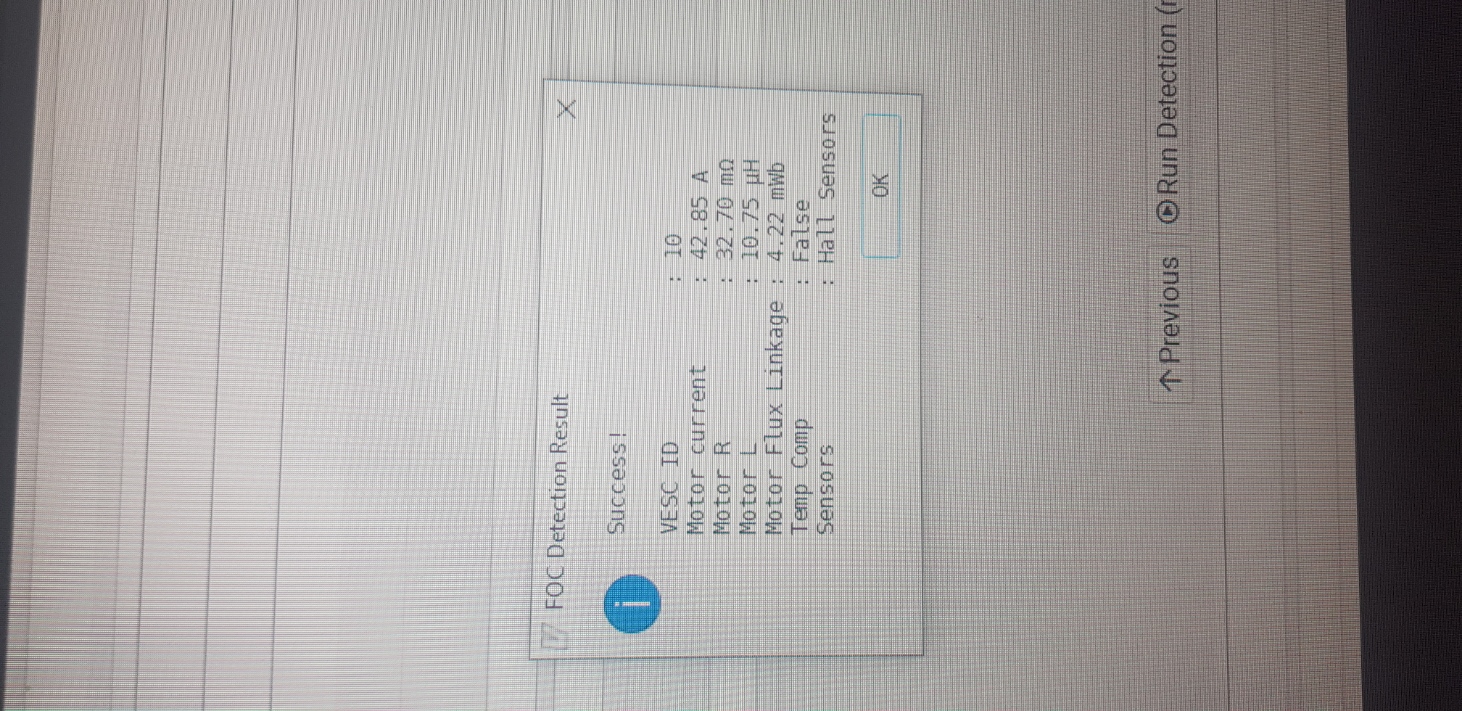 FOC Detection Result
Success!
VESC ID : 10
Motor current : 42.85 A
Motor R : 32.70 mΩ
Motor L : 10.75 µH
Motor Flux Linkage : 4.22 mWb
Temp Comp : False
Sensors : Hall Sensors
OK
Previous
Run Detection (